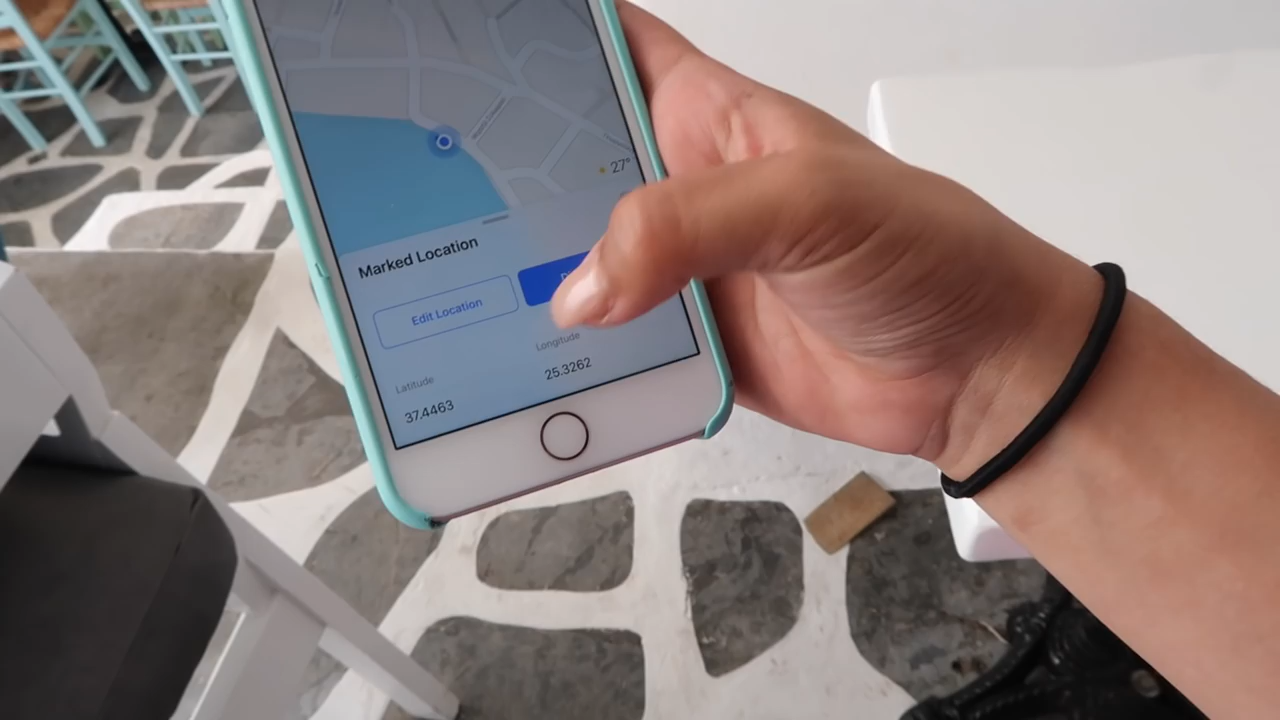 27°
Marked Location
Edit Location
Longitude
25.3262
Latitude
37.4463